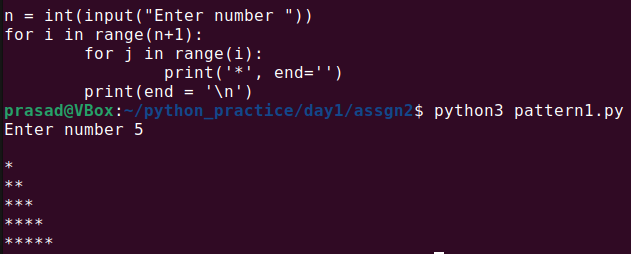 n = int(input("Enter number "))
for i in range(n+1):
        for j in range(i):
                print('*', end='')
        print(end = '\n')
prasad@VBox:~/python_practice/day1/assgn2$ python3 pattern1.py
Enter number 5

*
**
***
****
*****